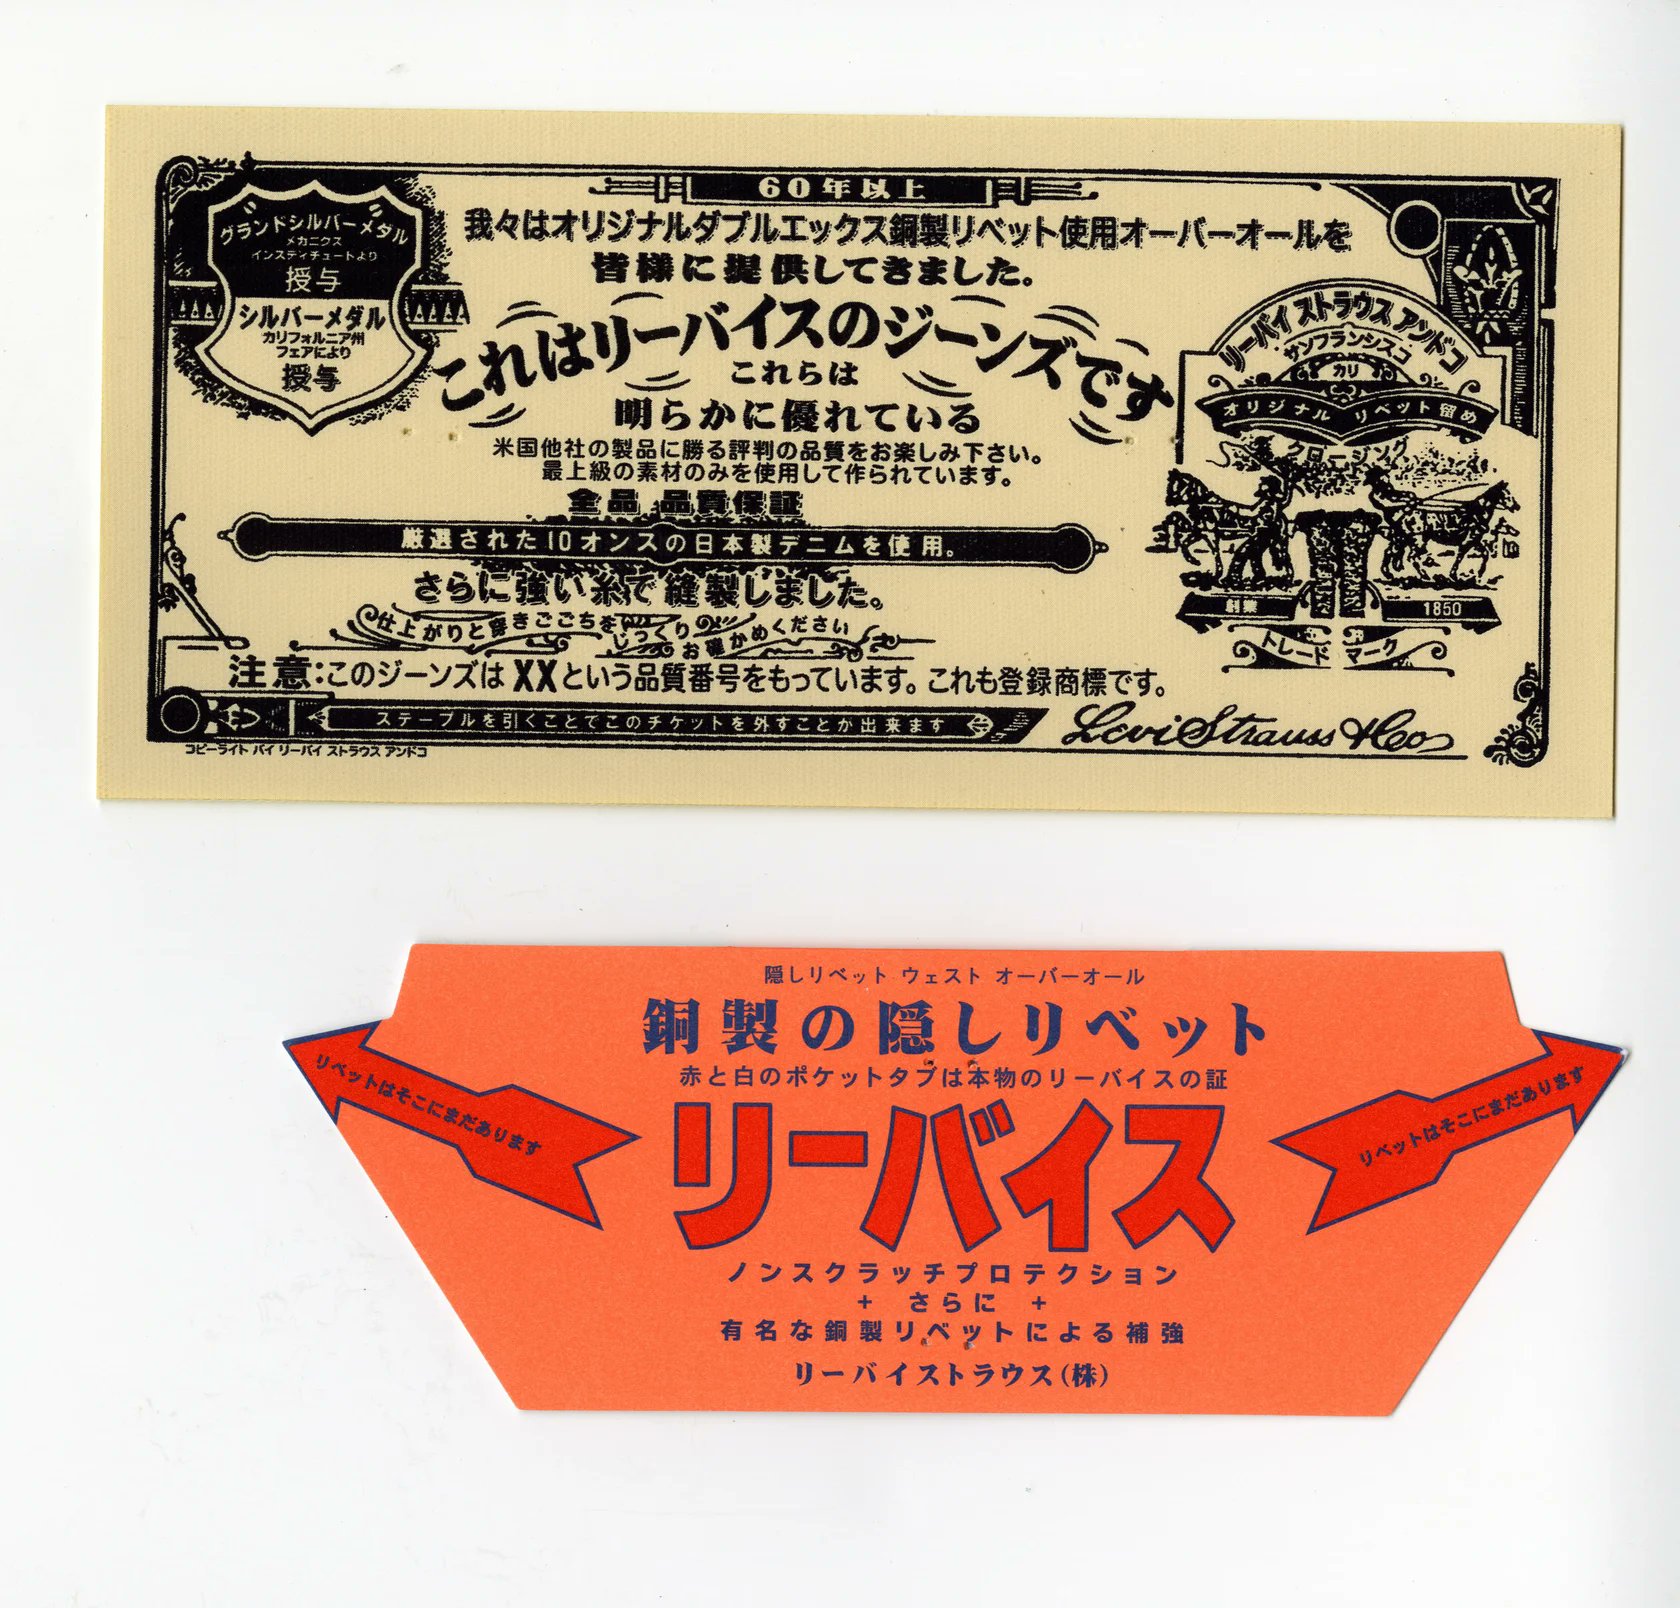 60年以上
我々はオリジナルダブルエックス銅製リベット使用オーバーオールを
皆様に提供してきました。
これはリーバイスのジーンズです
これらは
明らかに優れている
米国他社の製品に勝る評判の品質をお楽しみ下さい。
最上級の素材のみを使用して作られています。
全品 品質保証
厳選された10オンスの日本製デニムを使用。
さらに強い糸で縫製しました。
仕上がりと穿きごごちを じっくり お確かめください
注意:このジーンズはXXという品質番号をもっています。これも登録商標です。
ステープルを引くことでこのチケットを外すことが出来ます
Levi Strauss & Co
コピーライト バイ リーバイ ストラウス アンドコ
グランドシルバーメダル
メカニクス
インスティチュートより
授与
シルバーメダル
カリフォルニア州
フェアにより
授与
リーバイ ストラウス アンドコ
サンフランシスコ
カリ
オリジナル リベット留め
クロージング
創業 1850
トレード マーク
隠しリベット ウェスト オーバーオール
銅製の隠しリベット
赤と白のポケットタブは本物のリーバイスの証
リーバイス
リベットはそこにまだあります
リベットはそこにまだあります
ノンスクラッチプロテクション
+ さらに +
有名な銅製リベットによる補強
リーバイストラウス(株)